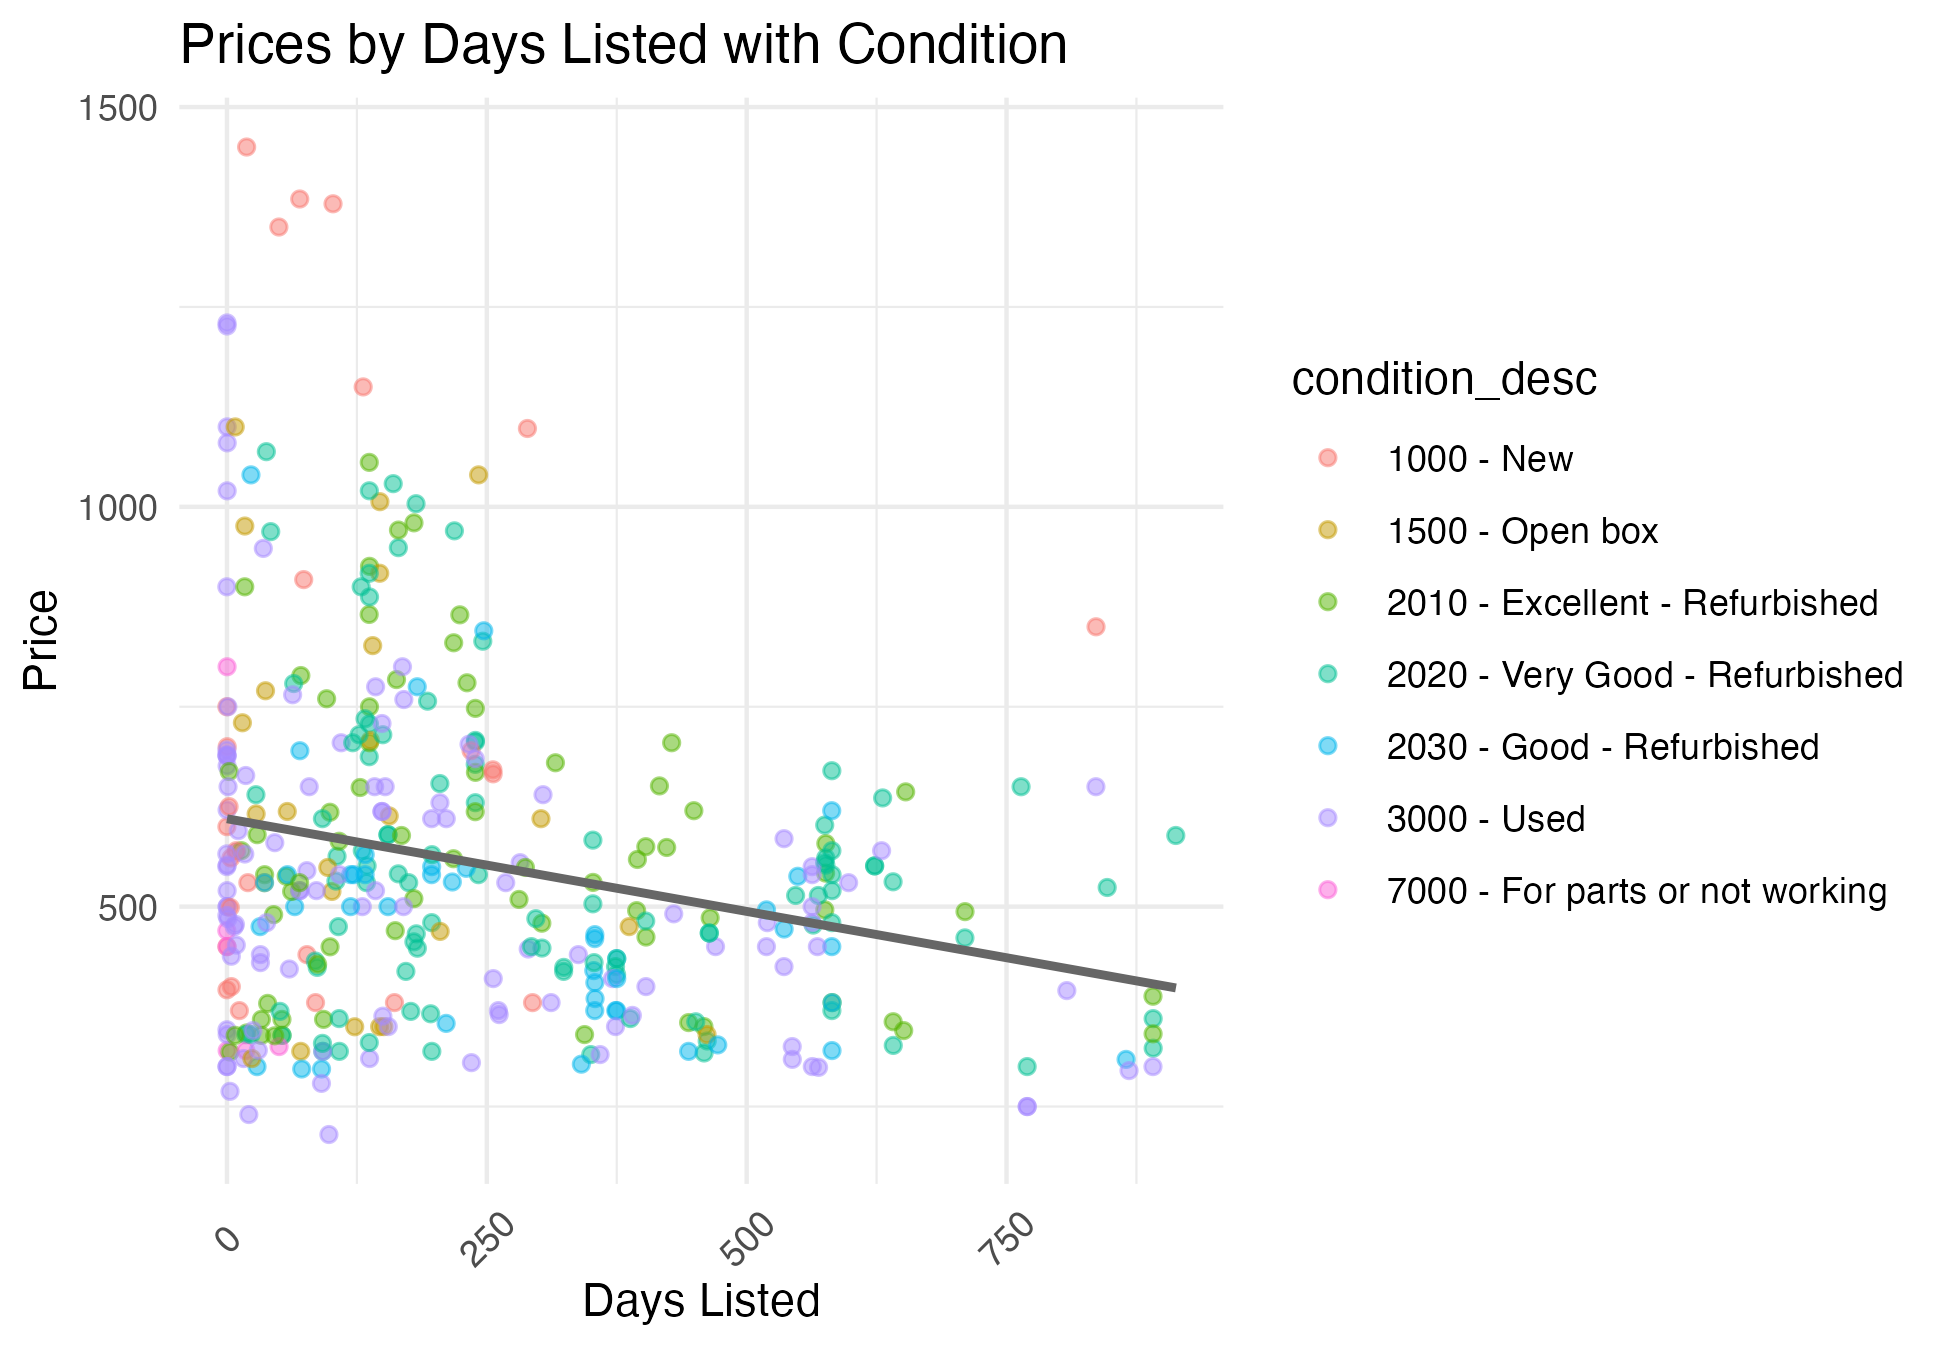 Prices by Days Listed with Condition
1500
1000
500
Price
0
250
500
750
Days Listed
condition_desc
1000 - New
1500 - Open box
2010 - Excellent - Refurbished
2020 - Very Good - Refurbished
2030 - Good - Refurbished
3000 - Used
7000 - For parts or not working